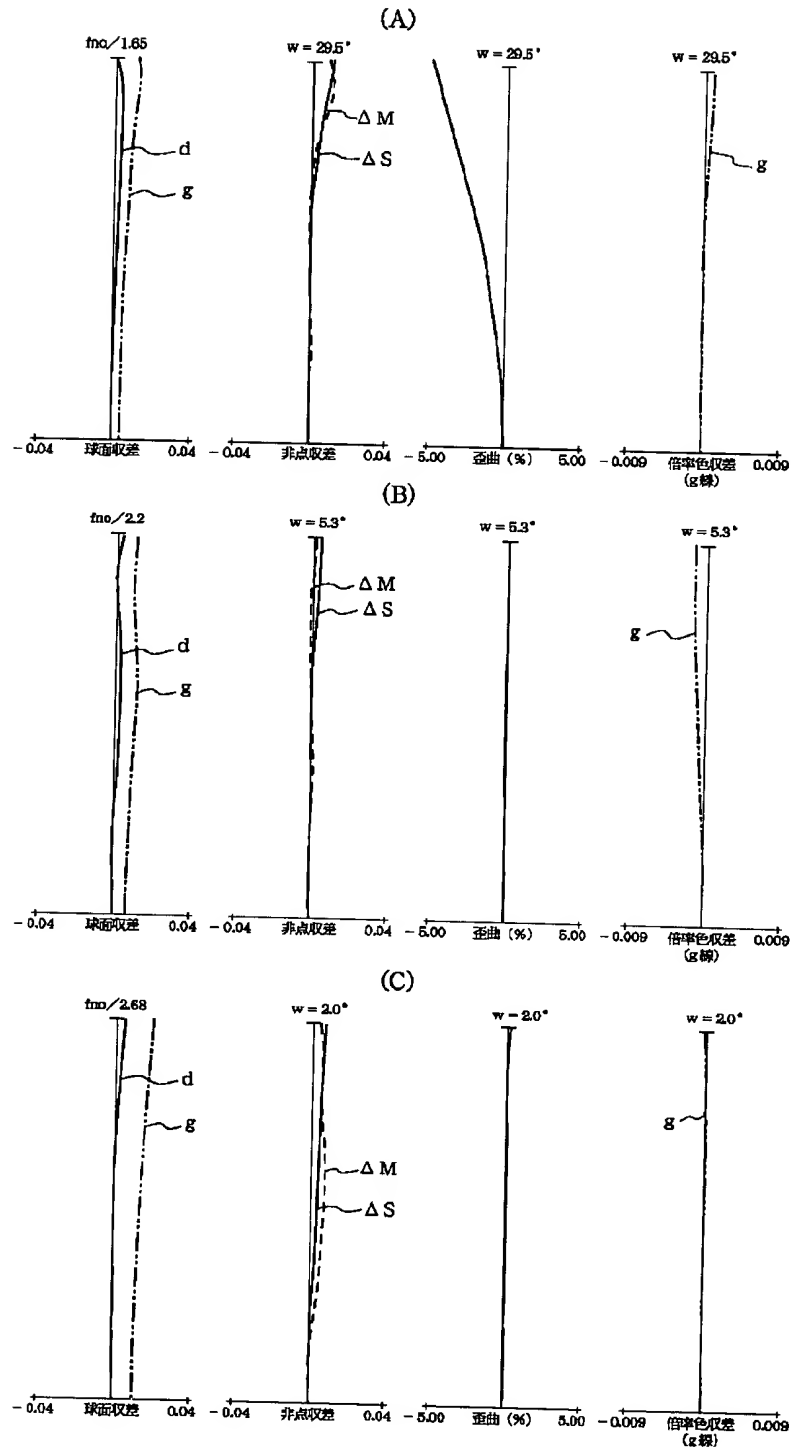 (A)
fno/1.65
w = 29.5°
w = 29.5°
w = 29.5°
d
g
ΔM
ΔS
g
-0.04 球面収差 0.04
-0.04 非点収差 0.04
-5.00 歪曲 (%) 5.00
-0.009 倍率色収差 0.009
(g線)
(B)
fno/2.2
w = 5.3°
w = 5.3°
w = 5.3°
d
g
ΔM
ΔS
g
-0.04 球面収差 0.04
-0.04 非点収差 0.04
-5.00 歪曲 (%) 5.00
-0.009 倍率色収差 0.009
(g線)
(C)
fno/2.68
w = 2.0°
w = 2.0°
w = 2.0°
d
g
ΔM
ΔS
g
-0.04 球面収差 0.04
-0.04 非点収差 0.04
-5.00 歪曲 (%) 5.00
-0.009 倍率色収差 0.009
(g線)